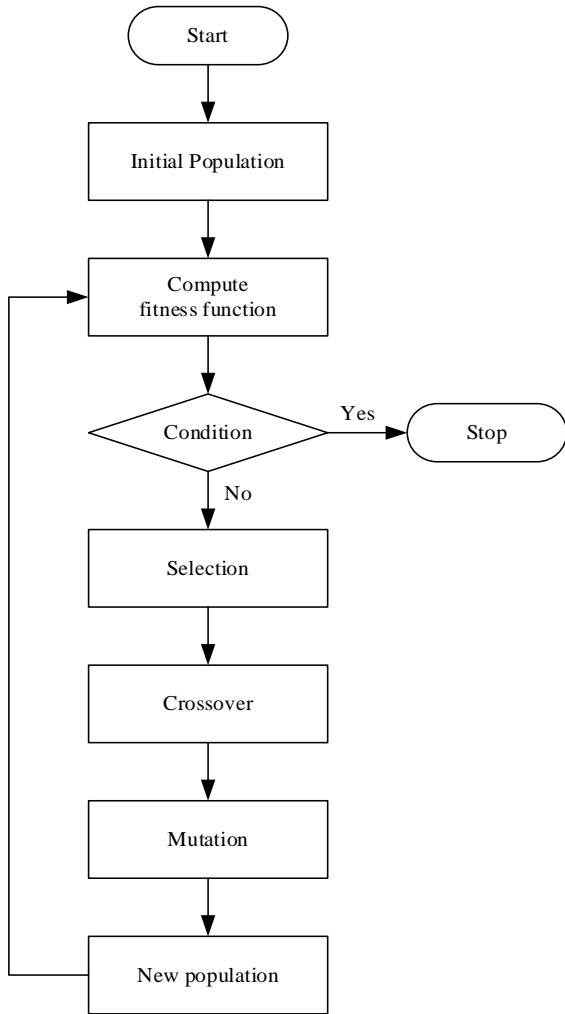 Start
Initial Population
Compute
fitness function
Condition
Yes
Stop
No
Selection
Crossover
Mutation
New population